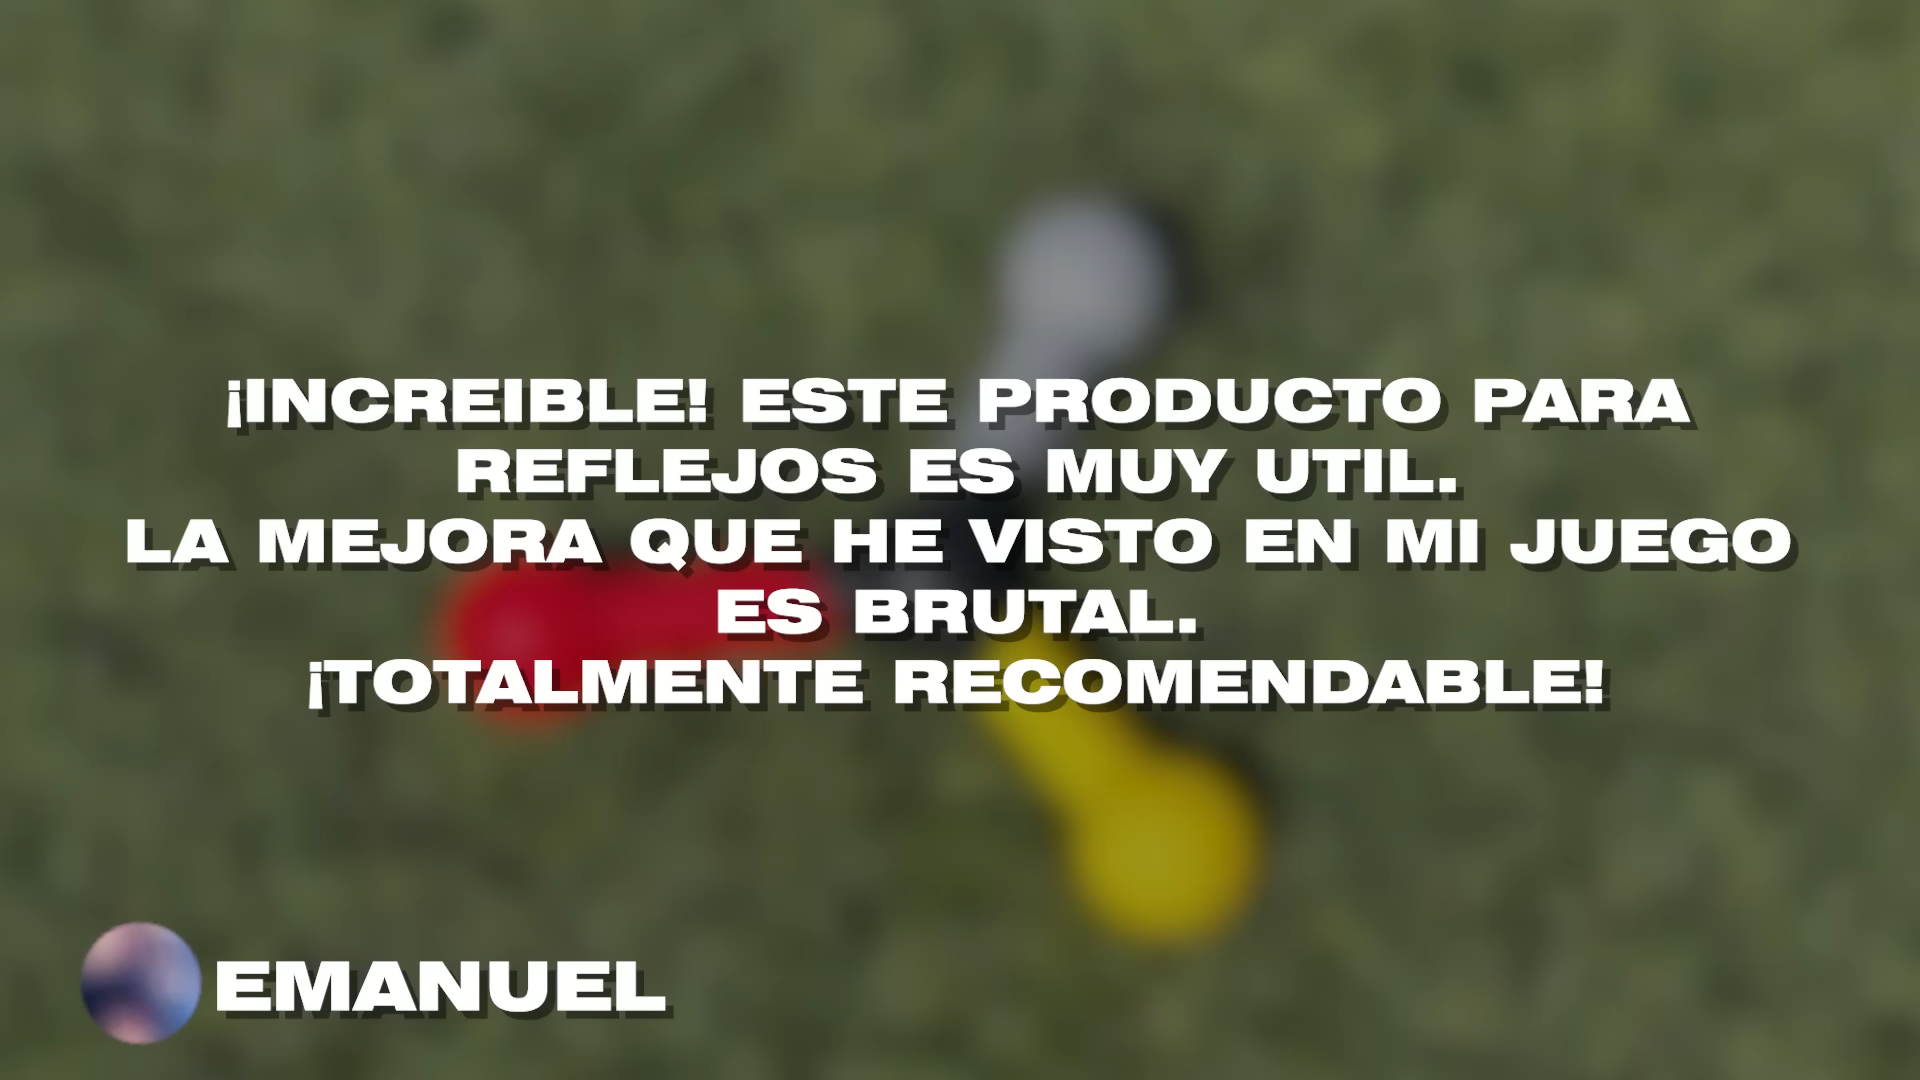 ¡INCREIBLE! ESTE PRODUCTO PARA
REFLEJOS ES MUY UTIL.
LA MEJORA QUE HE VISTO EN MI JUEGO
ES BRUTAL.
¡TOTALMENTE RECOMENDABLE!
EMANUEL